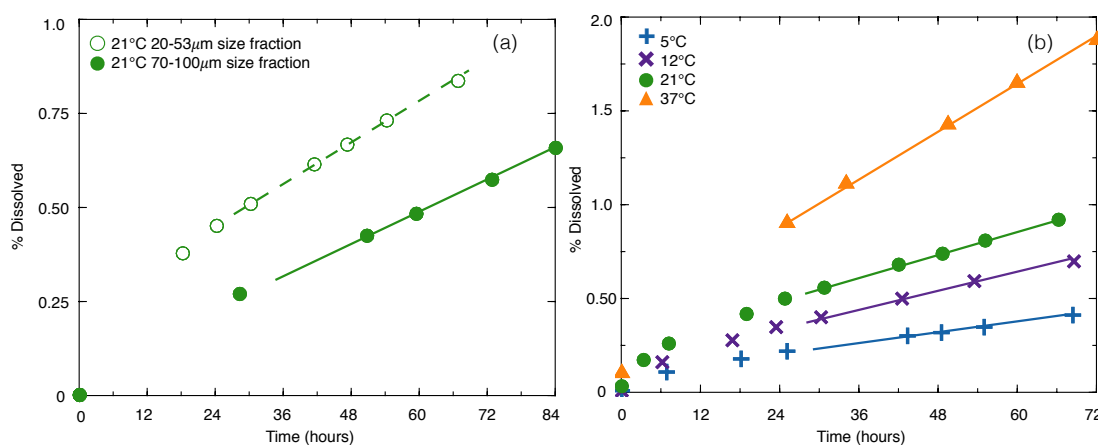 1.0
0.75
0.50
0.25
0
% Dissolved
21°C 20-53μm size fraction
21°C 70-100μm size fraction
(a)
0 12 24 36 48 60 72 84
Time (hours)
2.0
1.5
1.0
0.50
0
% Dissolved
5°C
12°C
21°C
37°C
(b)
0 12 24 36 48 60 72
Time (hours)